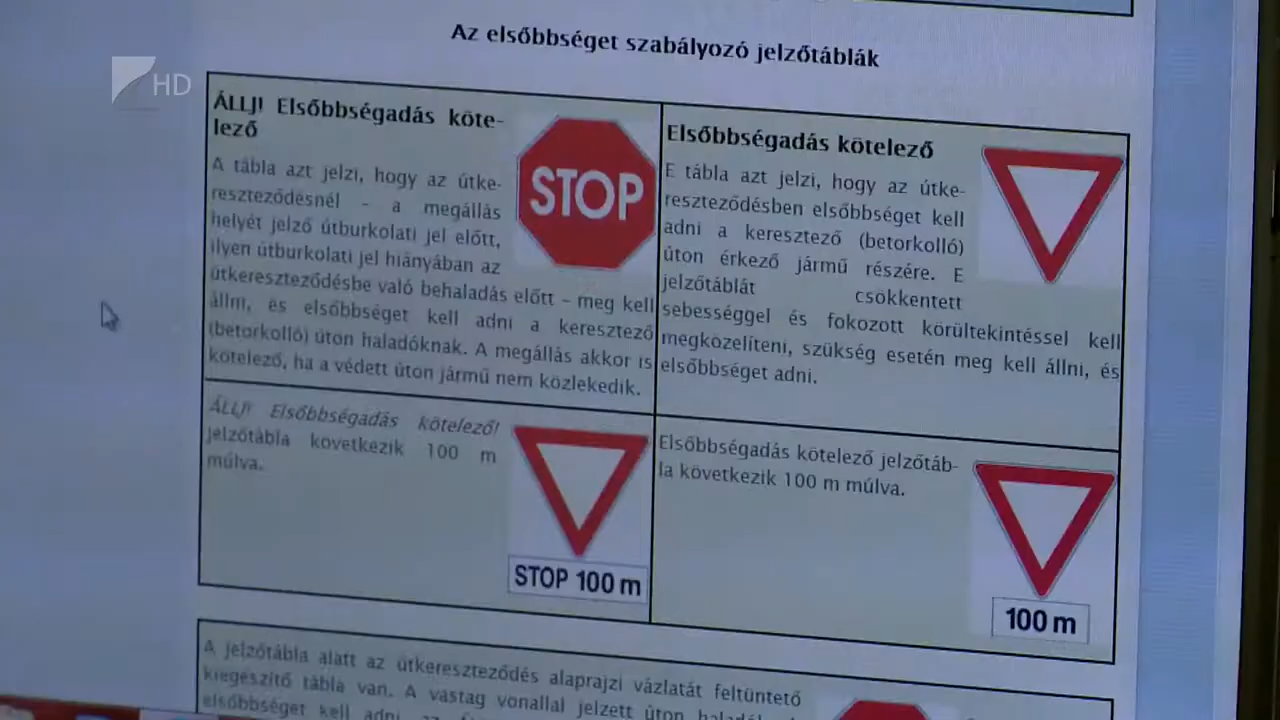 HD
Az elsőbbséget szabályozó jelzőtáblák
ÁLLJ! Elsőbbségadás köte-
lező
A tábla azt jelzi, hogy az útke-
reszteződésnél - a megállás
helyét jelző útburkolati jel előtt,
ilyen útburkolati jel hiányában az
útkereszteződésbe való behaladás előtt – meg kell
állni, és elsőbbséget kell adni a keresztező
(betorkolló) úton haladóknak. A megállás akkor is
kötelező, ha a védett úton jármű nem közlekedik.
STOP
Elsőbbségadás kötelező
E tábla azt jelzi, hogy az útke-
reszteződésben elsőbbséget kell
adni a keresztező (betorkolló)
úton érkező jármű részére. E
jelzőtáblát csökkentett
sebességgel és fokozott körültekintéssel kell
megközelíteni, szükség esetén meg kell állni, és
elsőbbséget adni.
ÁLLJ! Elsőbbségadás kötelező!
jelzőtábla következik 100 m
múlva.
STOP 100 m
Elsőbbségadás kötelező jelzőtáb-
la következik 100 m múlva.
100 m
A jelzőtábla alatt az útkereszteződés alaprajzi vázlatát feltüntető
kiegészítő tábla van. A vastag vonallal jelzett úton
elsőbbséget kell adni